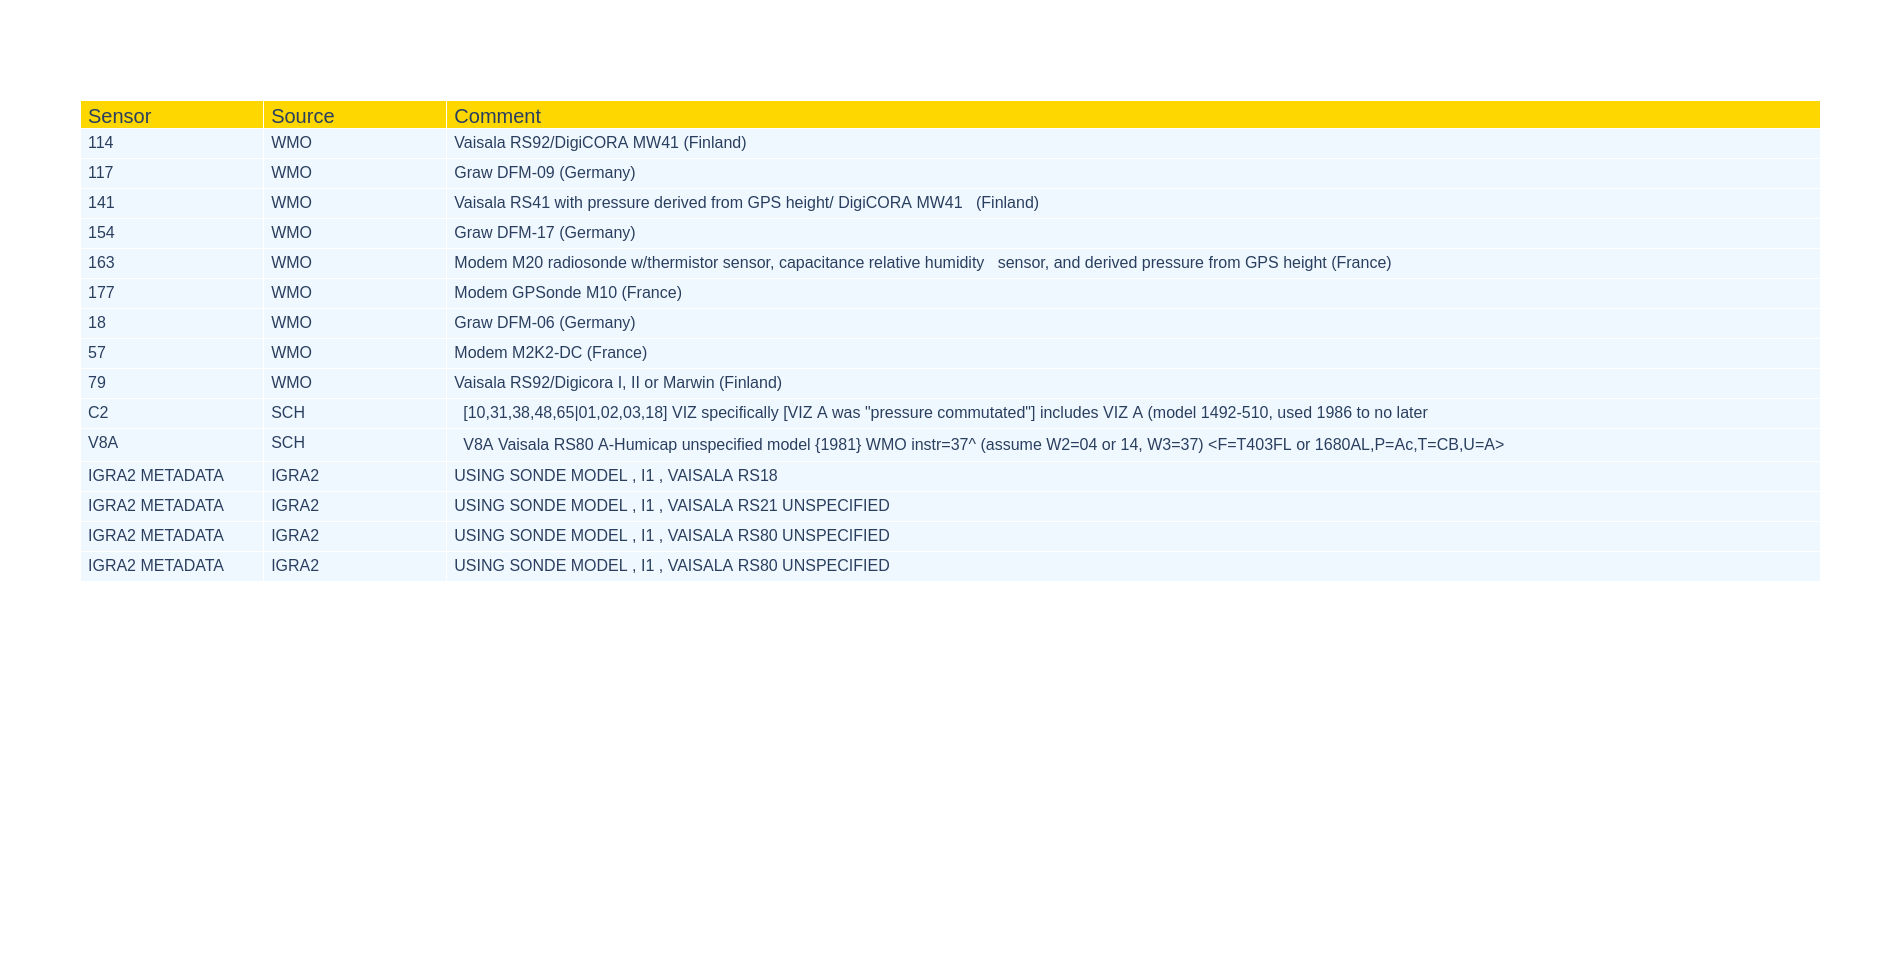 Sensor Source Comment
114 WMO Vaisala RS92/DigiCORA MW41 (Finland)
117 WMO Graw DFM-09 (Germany)
141 WMO Vaisala RS41 with pressure derived from GPS height/ DigiCORA MW41   (Finland)
154 WMO Graw DFM-17 (Germany)
163 WMO Modem M20 radiosonde w/thermistor sensor, capacitance relative humidity   sensor, and derived pressure from GPS height (France)
177 WMO Modem GPSonde M10 (France)
18 WMO Graw DFM-06 (Germany)
57 WMO Modem M2K2-DC (France)
79 WMO Vaisala RS92/Digicora I, II or Marwin (Finland)
C2 SCH [10,31,38,48,65|01,02,03,18] VIZ specifically [VIZ A was "pressure commutated"] includes VIZ A (model 1492-510, used 1986 to no later
V8A SCH V8A Vaisala RS80 A-Humicap unspecified model {1981} WMO instr=37^ (assume W2=04 or 14, W3=37) <F=T403FL or 1680AL,P=Ac,T=CB,U=A>
IGRA2 METADATA IGRA2 USING SONDE MODEL , I1 , VAISALA RS18
IGRA2 METADATA IGRA2 USING SONDE MODEL , I1 , VAISALA RS21 UNSPECIFIED
IGRA2 METADATA IGRA2 USING SONDE MODEL , I1 , VAISALA RS80 UNSPECIFIED
IGRA2 METADATA IGRA2 USING SONDE MODEL , I1 , VAISALA RS80 UNSPECIFIED